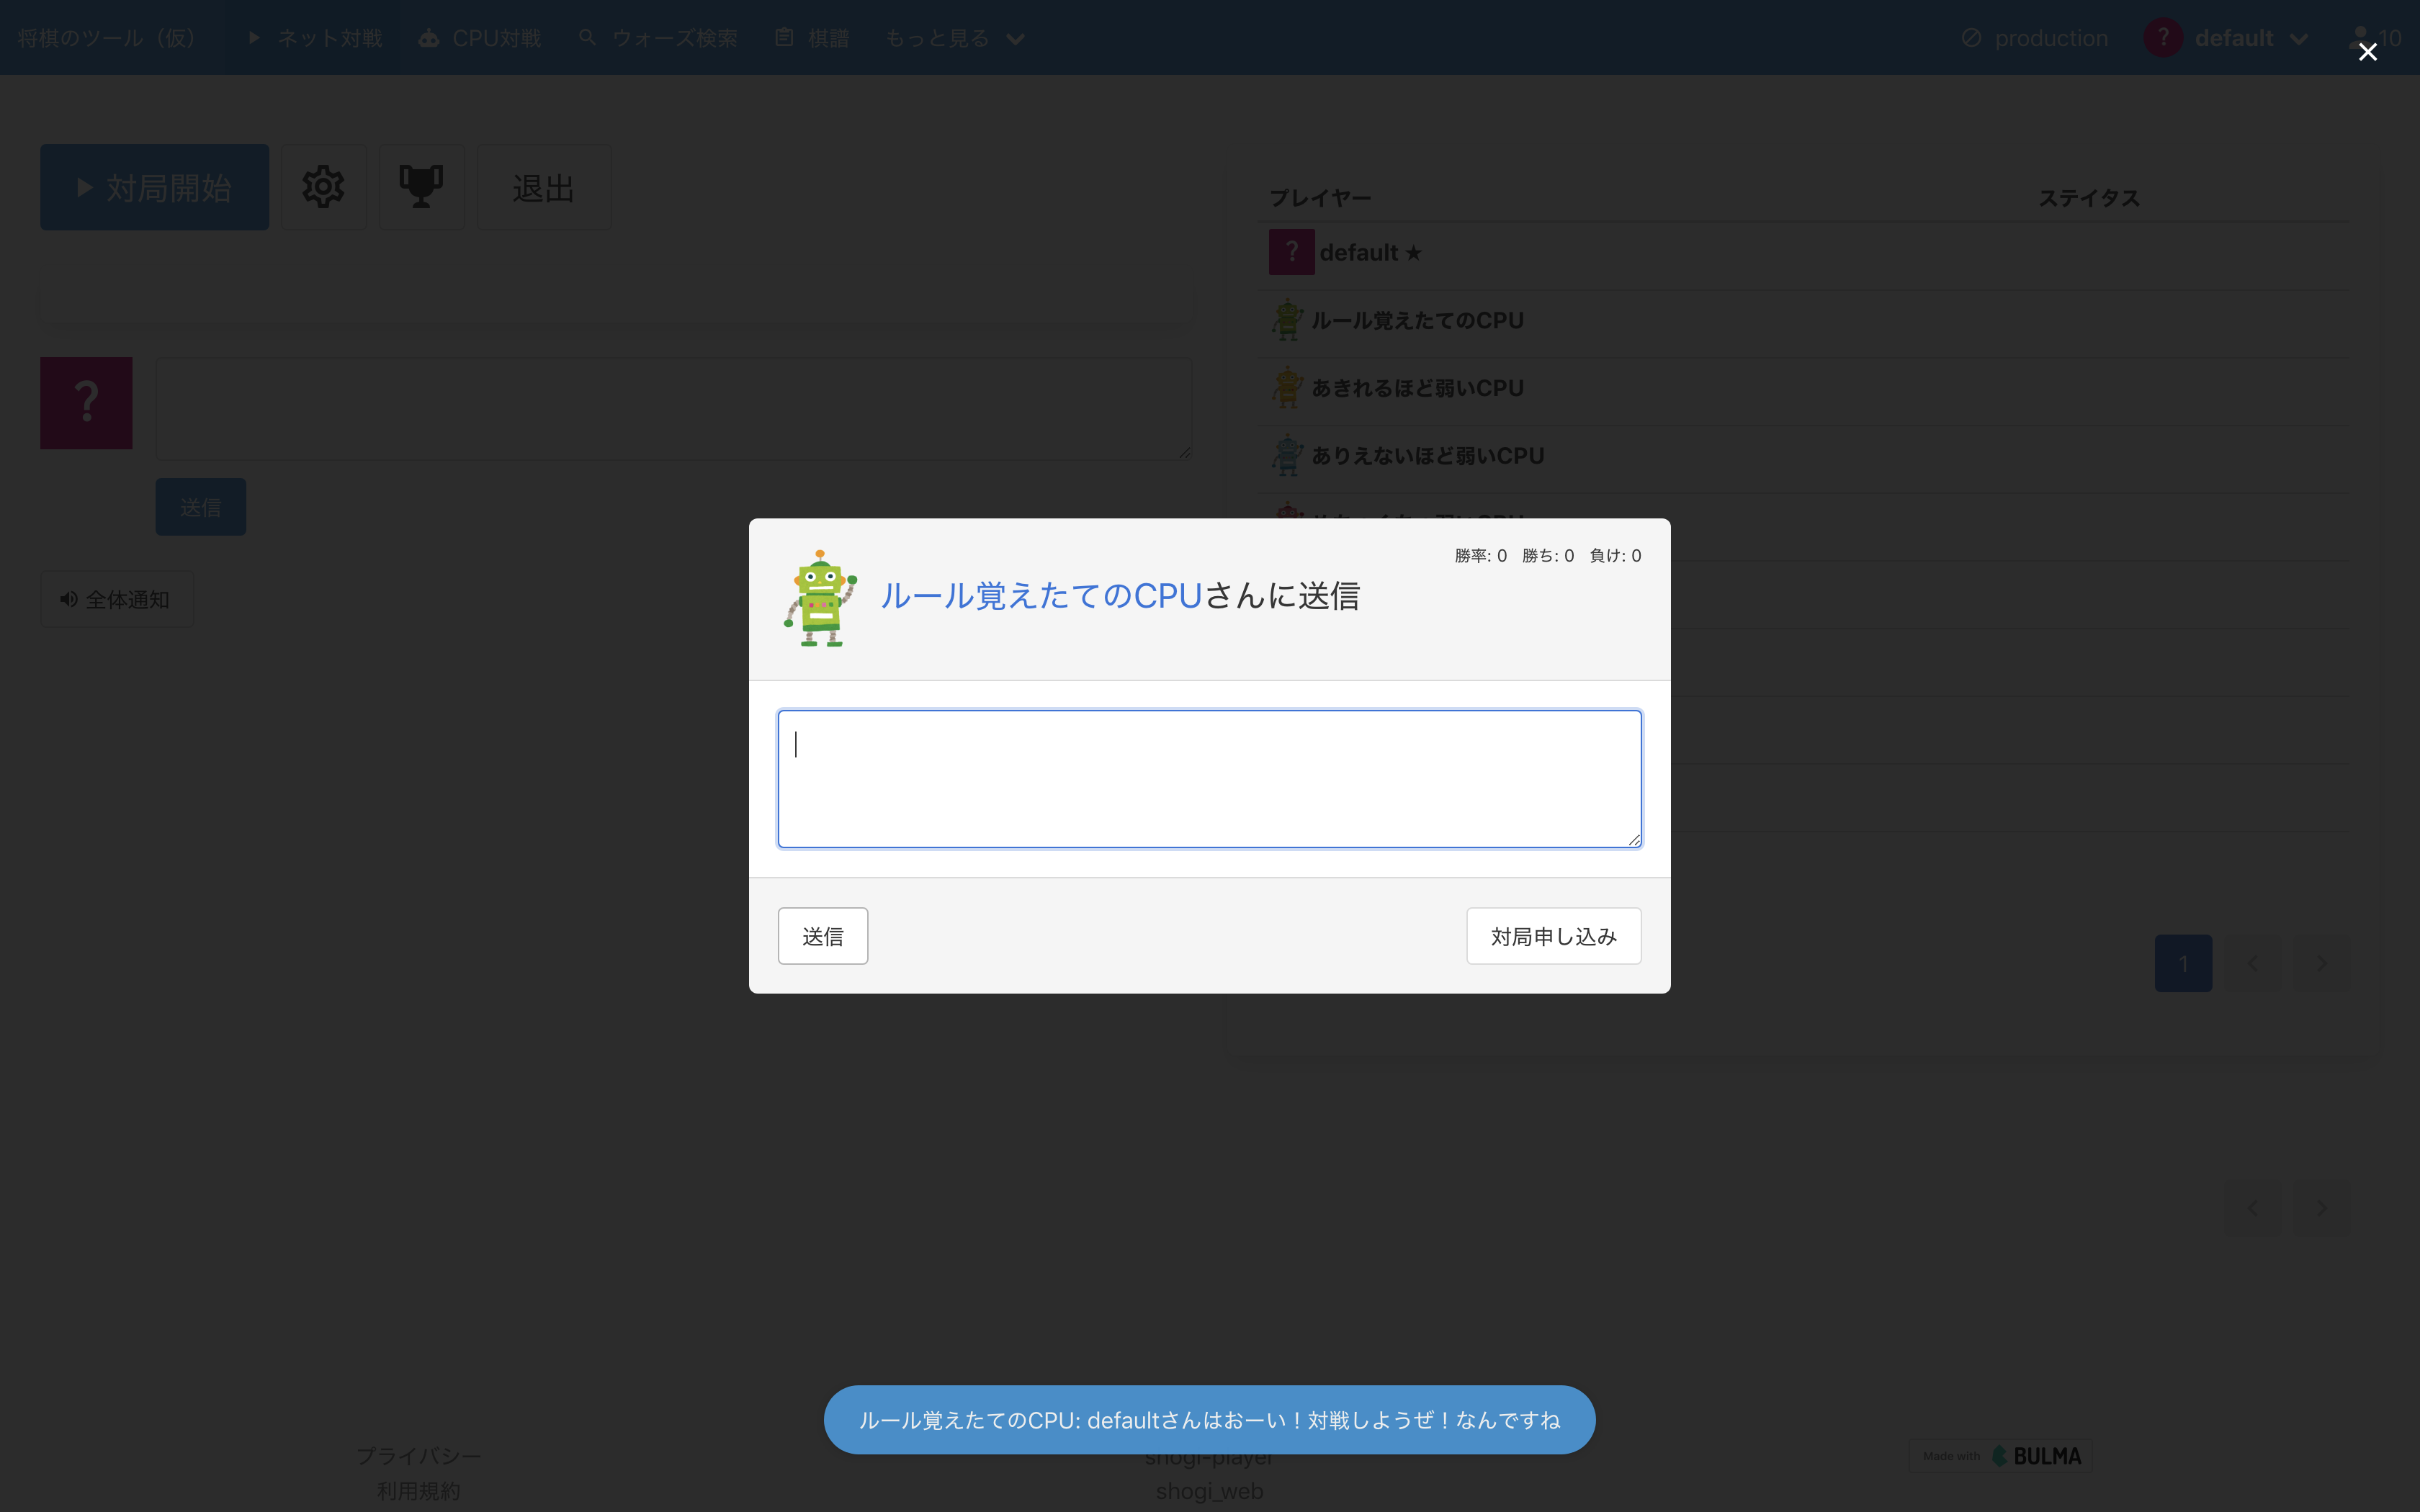 将棋のツール（仮） ネット対戦 CPU対戦 ウォーズ検索 棋譜 もっと見る production ? default 10
対局開始 退出
プレイヤー ステイタス
? default ★
ルール覚えたてのCPU
あきれるほど弱いCPU
?
ありえないほど弱いCPU
送信
全体通知
勝率: 0 勝ち: 0 負け: 0
ルール覚えたてのCPUさんに送信
送信 対局申し込み
1
ルール覚えたてのCPU: defaultさんはおーい！対戦しようぜ！なんですね
プライバシー shogi-player Made with BULMA
利用規約 shogi_web